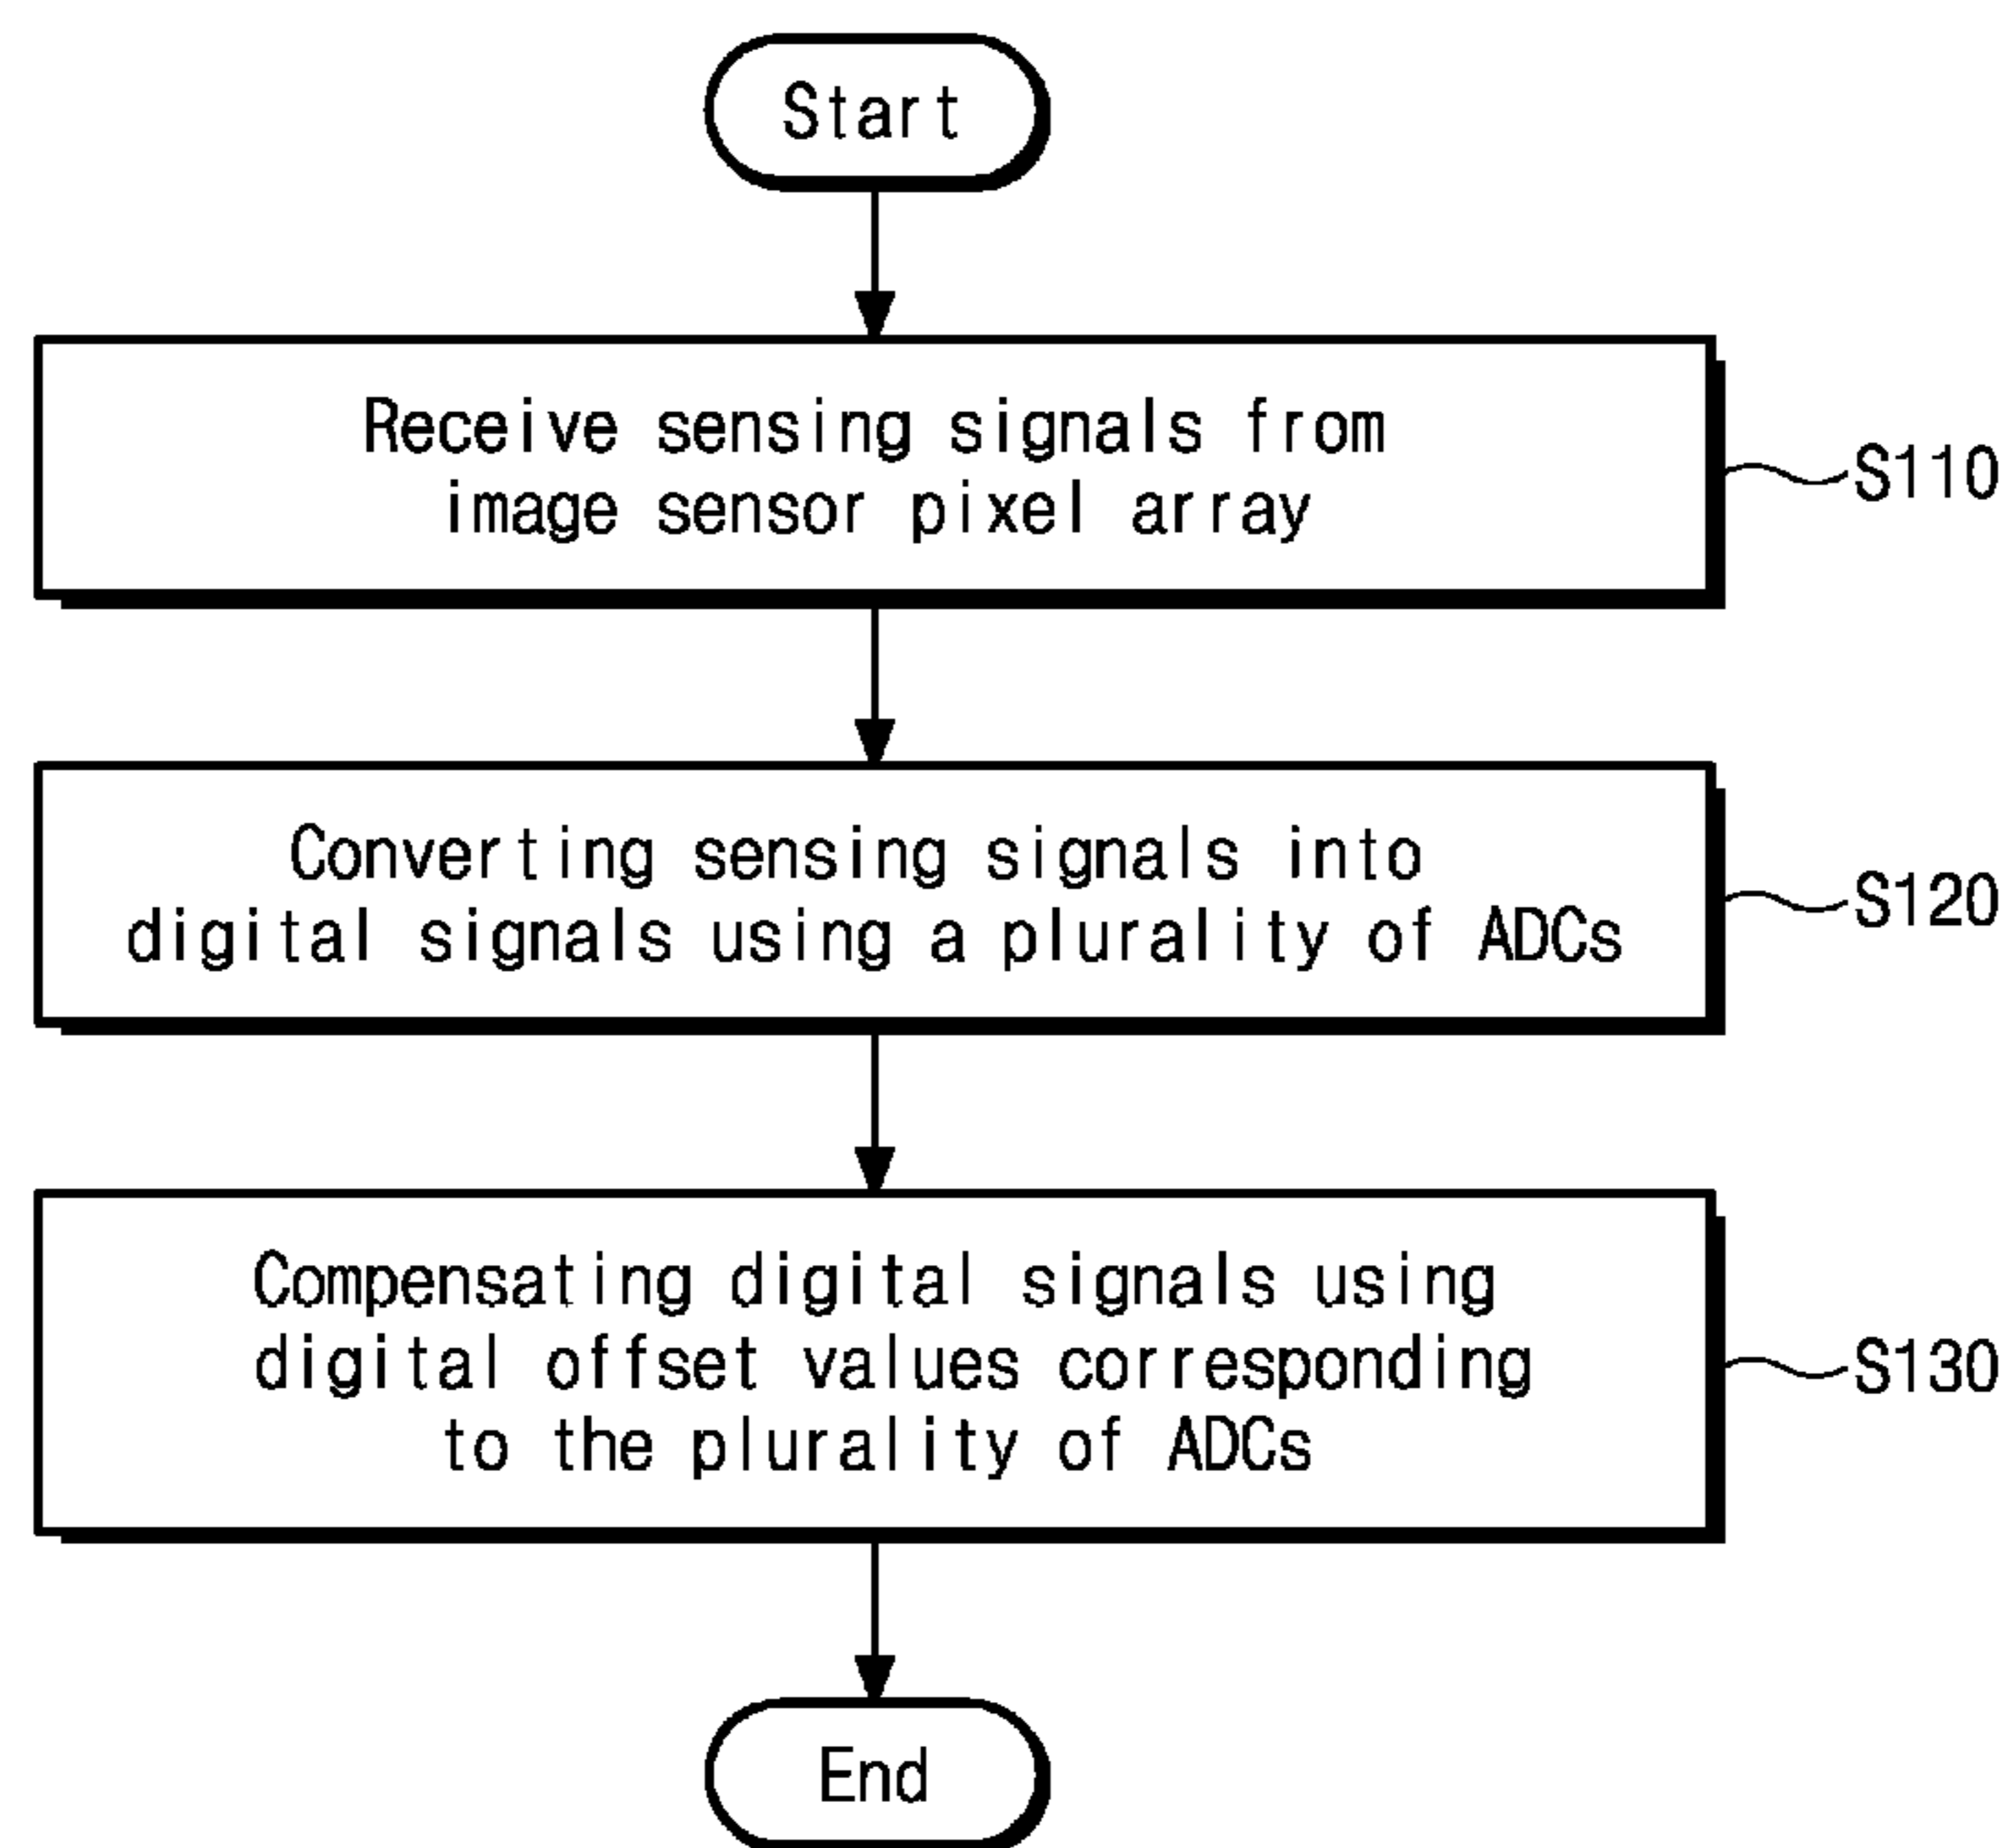 Start
Receive sensing signals from
image sensor pixel array
S110
Converting sensing signals into
digital signals using a plurality of ADCs
S120
Compensating digital signals using
digital offset values corresponding
to the plurality of ADCs
S130
End